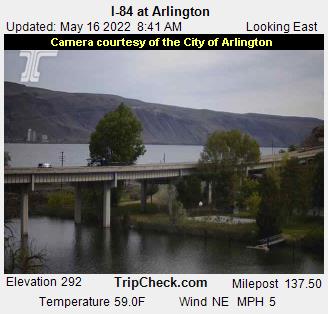 I-84 at Arlington
Updated: May 16 2022 8:41 AM Looking East
Camera courtesy of the City of Arlington
Elevation 292 TripCheck.com Milepost 137.50
Temperature 59.0F Wind NE MPH 5